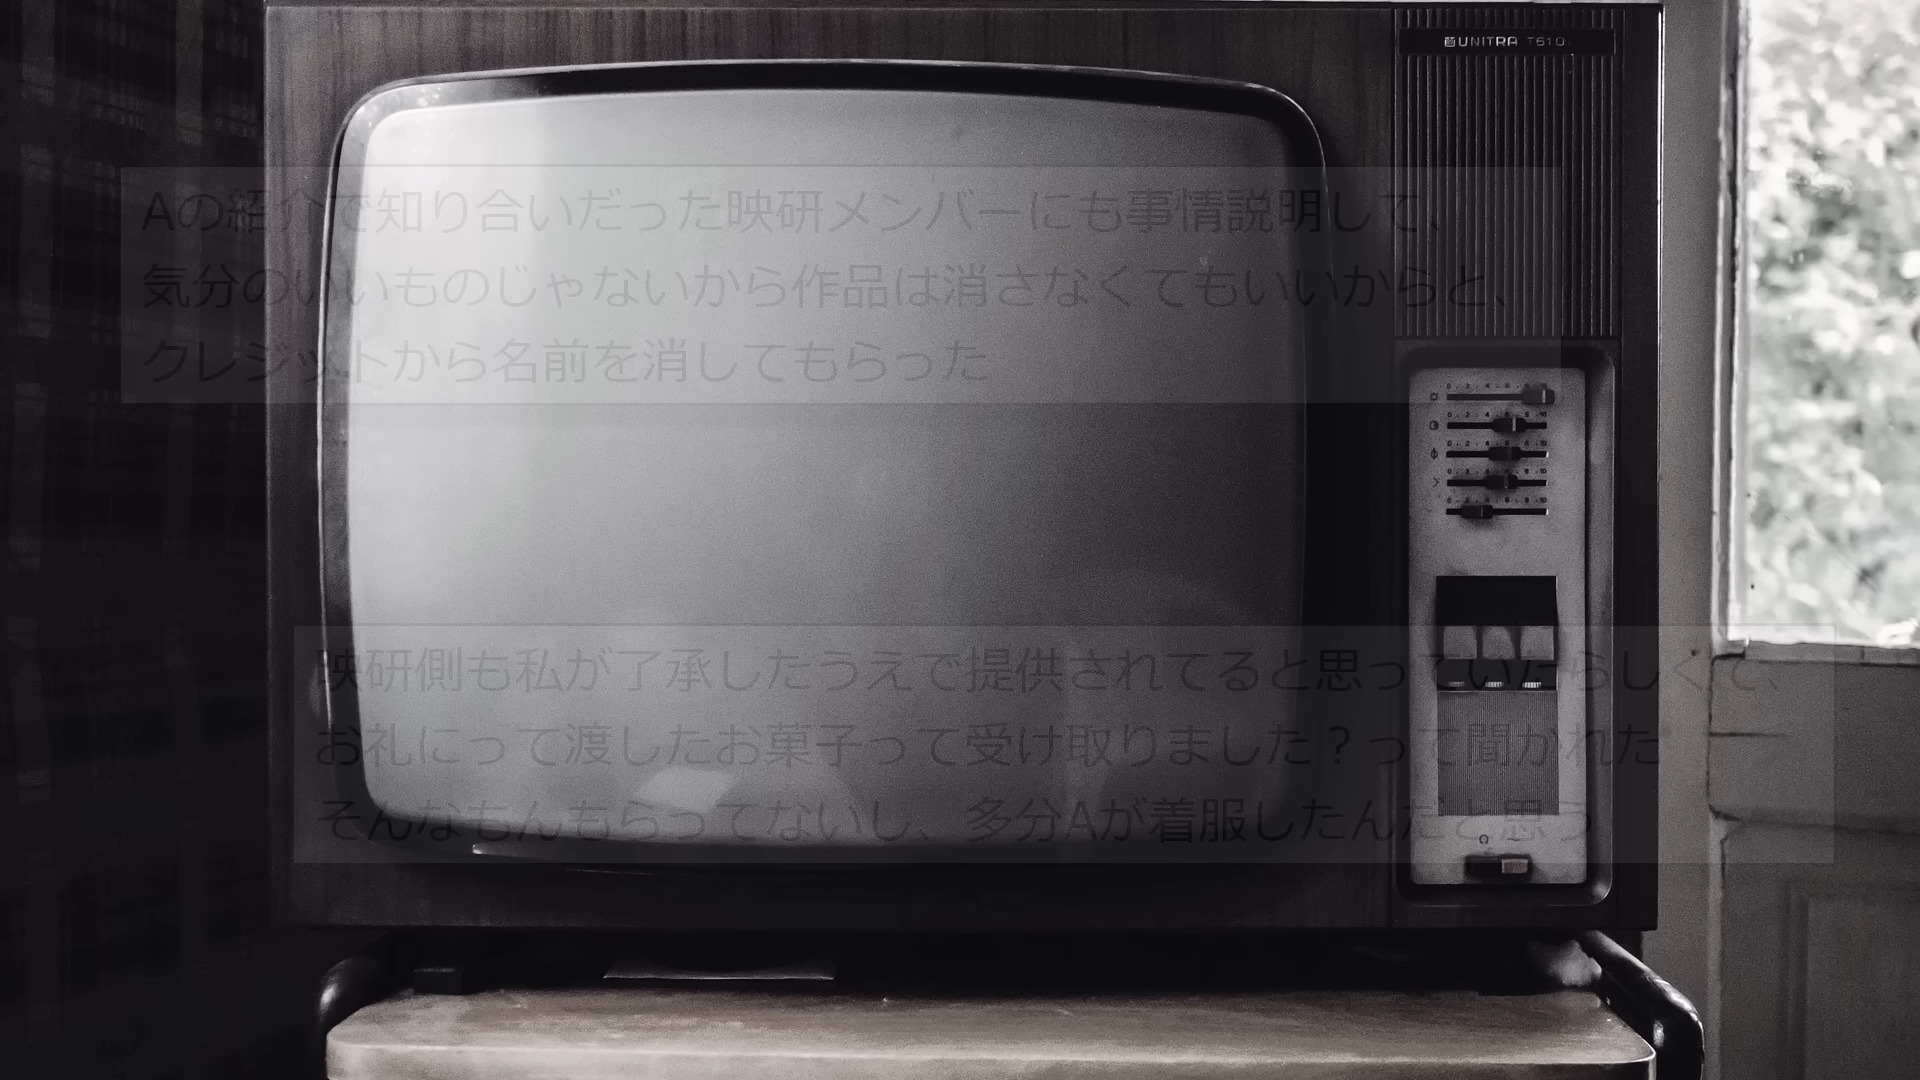 UNITRA T610
Aの紹介で知り合いだった映研メンバーにも事情説明して、
気分のいいものじゃないから作品は消さなくてもいいからと、
クレジットから名前を消してもらった
映研側も私が了承したうえで提供されてると思っていたらしくて、
お礼にって渡したお菓子って受け取りました？って聞かれた
そんなもんもらってないし、多分Aが着服したんだと思う